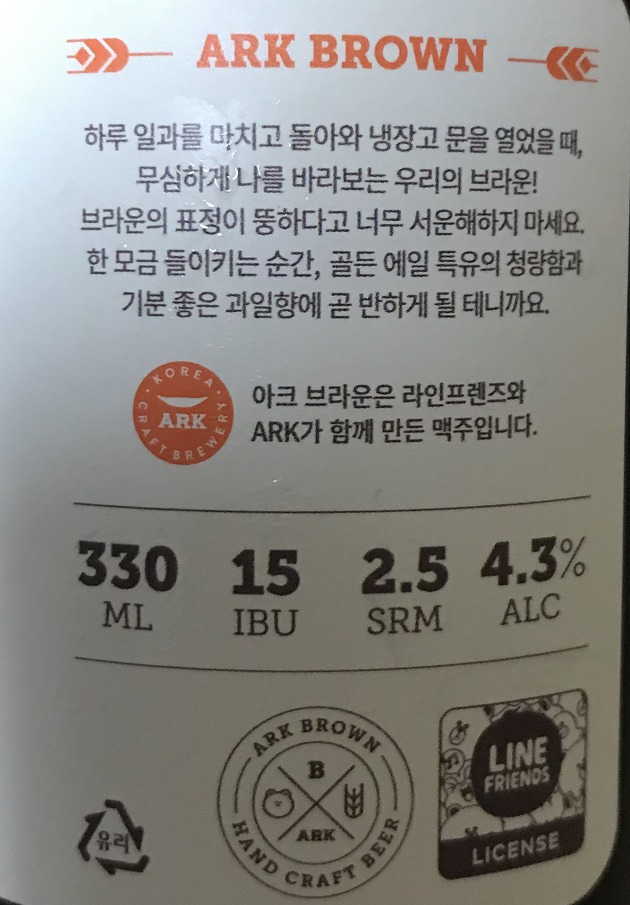 ARK BROWN
하루 일과를 마치고 돌아와 냉장고 문을 열었을 때,
무심하게 나를 바라보는 우리의 브라운!
브라운의 표정이 뚱하다고 너무 서운해하지 마세요.
한 모금 들이키는 순간, 골든 에일 특유의 청량함과
기분 좋은 과일향에 곧 반하게 될 테니까요.
KOREA
ARK
CRAFT BREWERY
아크 브라운은 라인프렌즈와
ARK가 함께 만든 맥주입니다.
330 15 2.5 4.3%
ML IBU SRM ALC
유리
ARK BROWN
B
ARK
HAND CRAFT BEER
LINE
FRIENDS
LICENSE